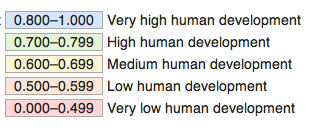 0.800–1.000 Very high human development
0.700–0.799 High human development
0.600–0.699 Medium human development
0.500–0.599 Low human development
0.000–0.499 Very low human development